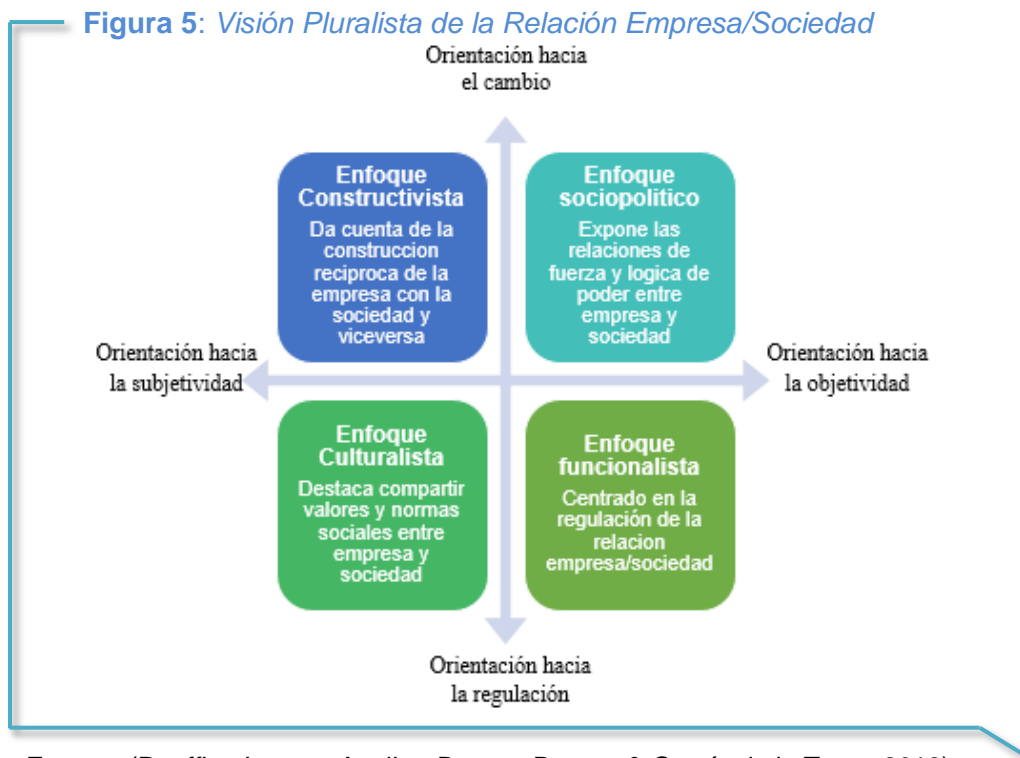 Figura 5: Visión Pluralista de la Relación Empresa/Sociedad
Orientación hacia
el cambio
Enfoque
Constructivista
Da cuenta de la
construccion
reciproca de la
empresa con la
sociedad y
viceversa
Enfoque
sociopolitico
Expone las
relaciones de
fuerza y logica de
poder entre
empresa y
sociedad
Orientación hacia
la subjetividad
Orientación hacia
la objetividad
Enfoque
Culturalista
Destaca compartir
valores y normas
sociales entre
empresa y
sociedad
Enfoque
funcionalista
Centrado en la
regulación de la
relacion
empresa/sociedad
Orientación hacia
la regulación